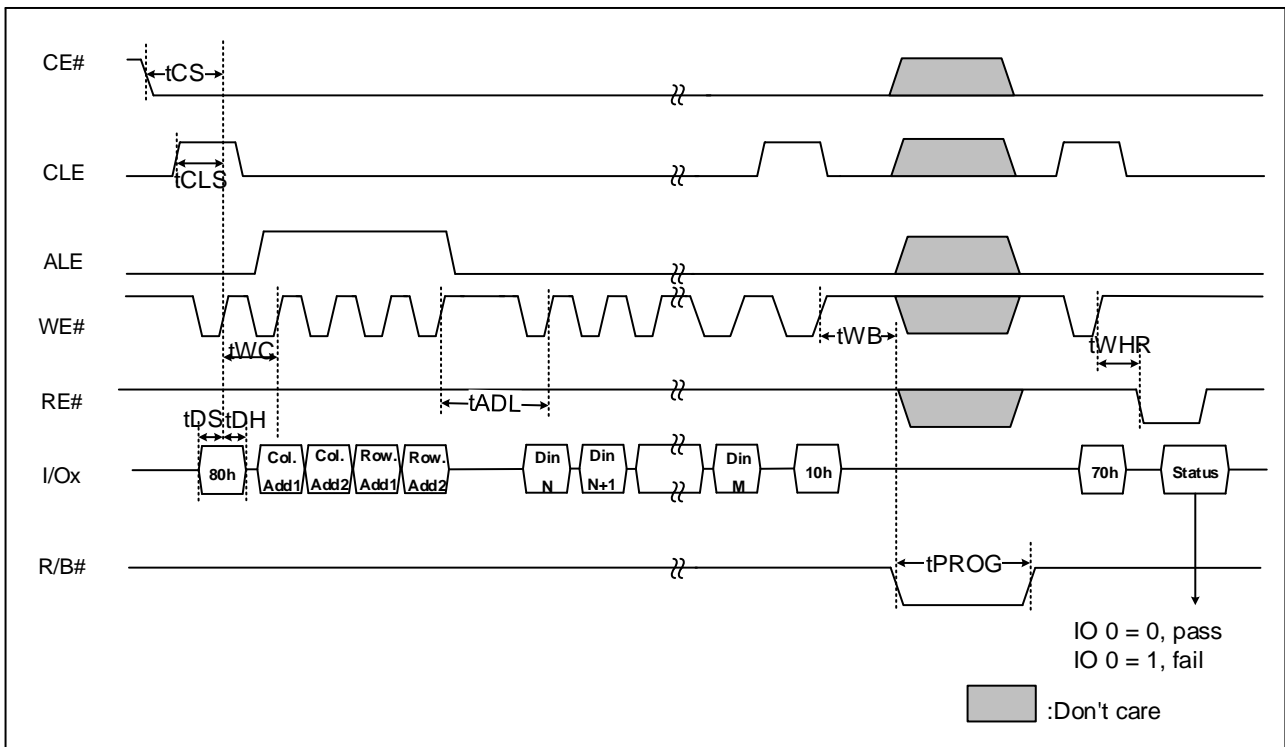 CE#
tCS
CLE
tCLS
ALE
WE#
tWC
tWB
tWHR
RE#
tADL
tDS
tDH
I/Ox
80h
Col. Add1
Col. Add2
Row. Add1
Row. Add2
Din N
Din N+1
Din M
10h
70h
Status
R/B#
tPROG
IO 0 = 0, pass
IO 0 = 1, fail
:Don't care